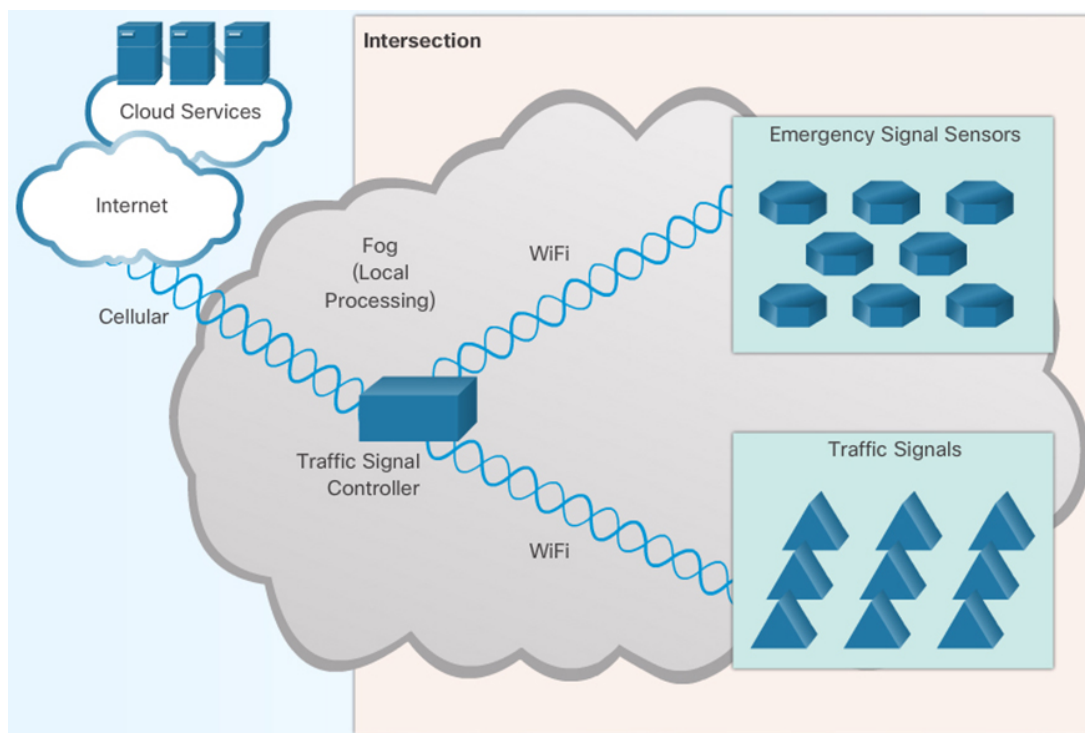 Intersection
Cloud Services
Internet
Cellular
Fog
(Local
Processing)
WiFi
Traffic Signal
Controller
WiFi
Emergency Signal Sensors
Traffic Signals